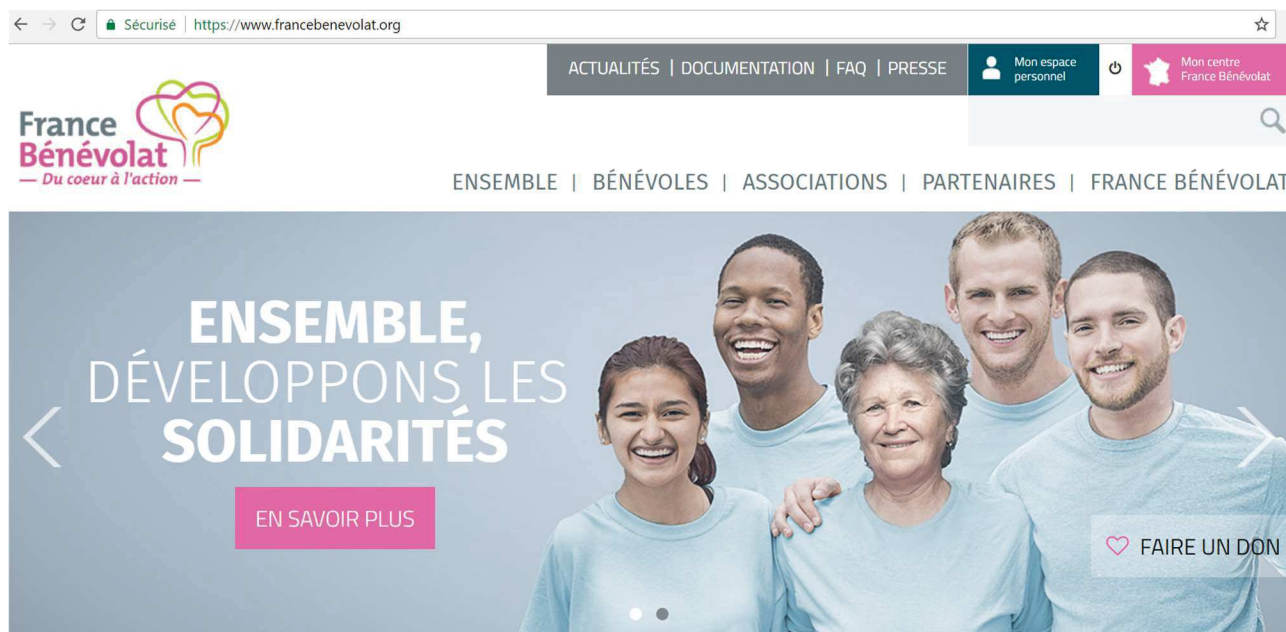 Sécurisé | https://www.francebenevolat.org
ACTUALITÉS | DOCUMENTATION | FAQ | PRESSE
Mon espace
personnel
Mon centre
France Bénévolat
France
Bénévolat
— Du coeur à l'action —
ENSEMBLE | BÉNÉVOLES | ASSOCIATIONS | PARTENAIRES | FRANCE BÉNÉVOLAT
ENSEMBLE,
DÉVELOPPONS LES
SOLIDARITÉS
EN SAVOIR PLUS
FAIRE UN DON